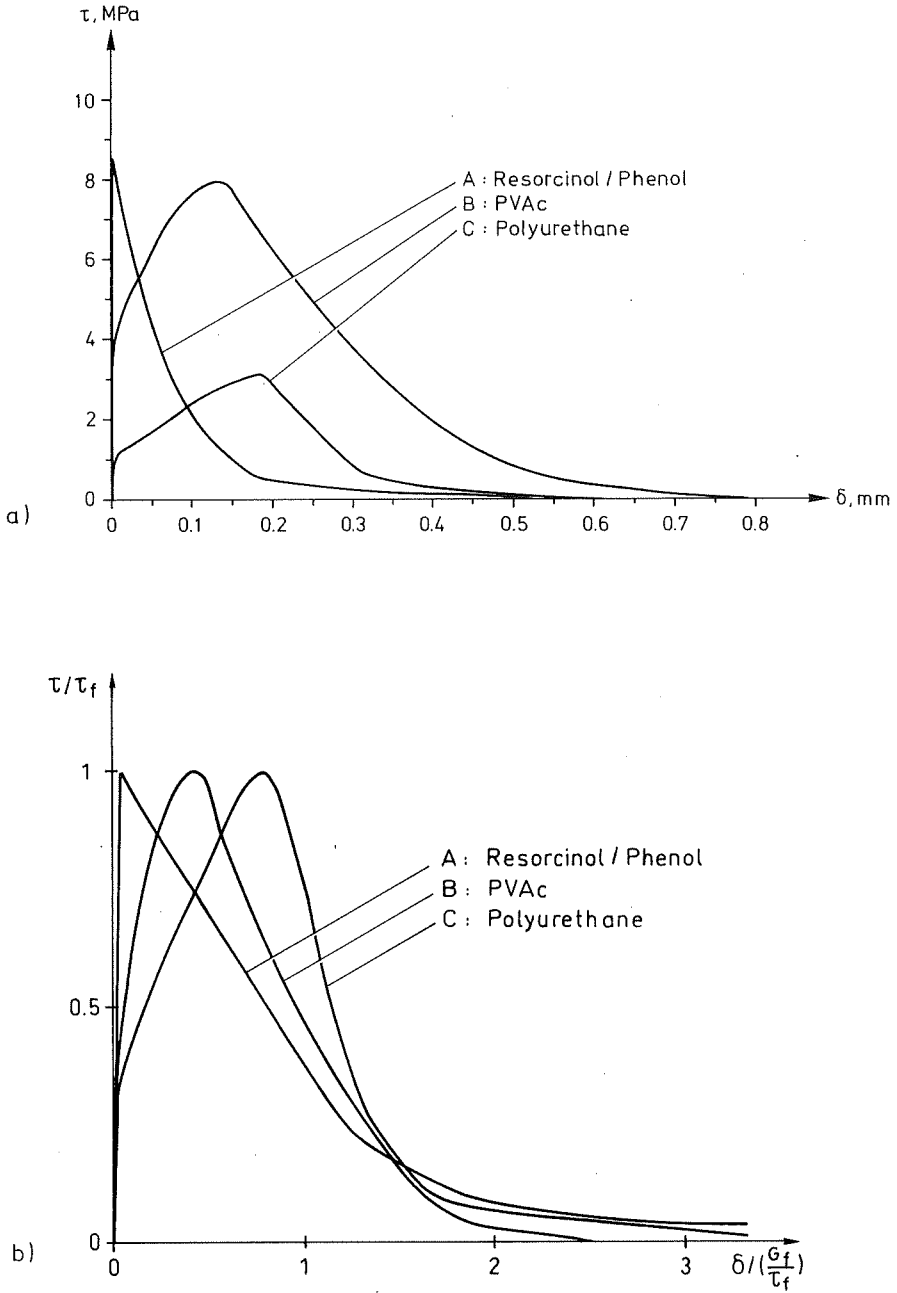 τ, MPa
10
8
6
4
2
0
A : Resorcinol / Phenol
B : PVAc
C : Polyurethane
a)
0 0.1 0.2 0.3 0.4 0.5 0.6 0.7 0.8
δ, mm
τ/τf
1
0.5
0
A : Resorcinol / Phenol
B : PVAc
C : Polyurethane
b)
0 1 2 3
δ/(Gf/τf)